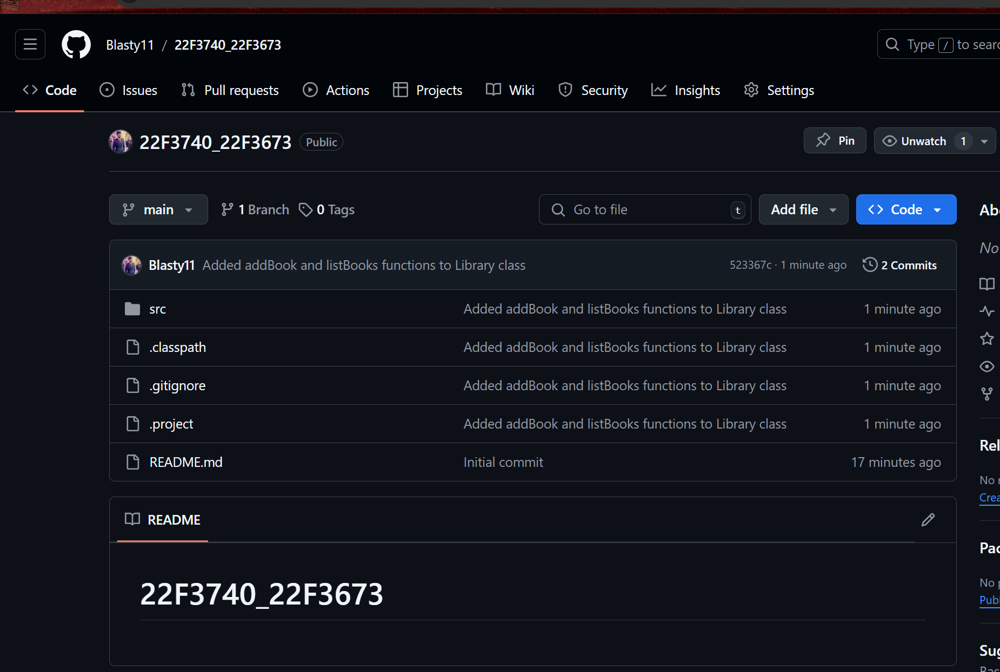 Blasty11 / 22F3740_22F3673
Type / to searc
Code Issues Pull requests Actions Projects Wiki Security Insights Settings
22F3740_22F3673 Public
Pin Unwatch 1
main 1 Branch 0 Tags Go to file t Add file Code
Blasty11 Added addBook and listBooks functions to Library class 523367c · 1 minute ago 2 Commits
src Added addBook and listBooks functions to Library class 1 minute ago
.classpath Added addBook and listBooks functions to Library class 1 minute ago
.gitignore Added addBook and listBooks functions to Library class 1 minute ago
.project Added addBook and listBooks functions to Library class 1 minute ago
README.md Initial commit 17 minutes ago
README
22F3740_22F3673
Abo
No
Rel
No
Crea
Pac
No
Publ
Sug